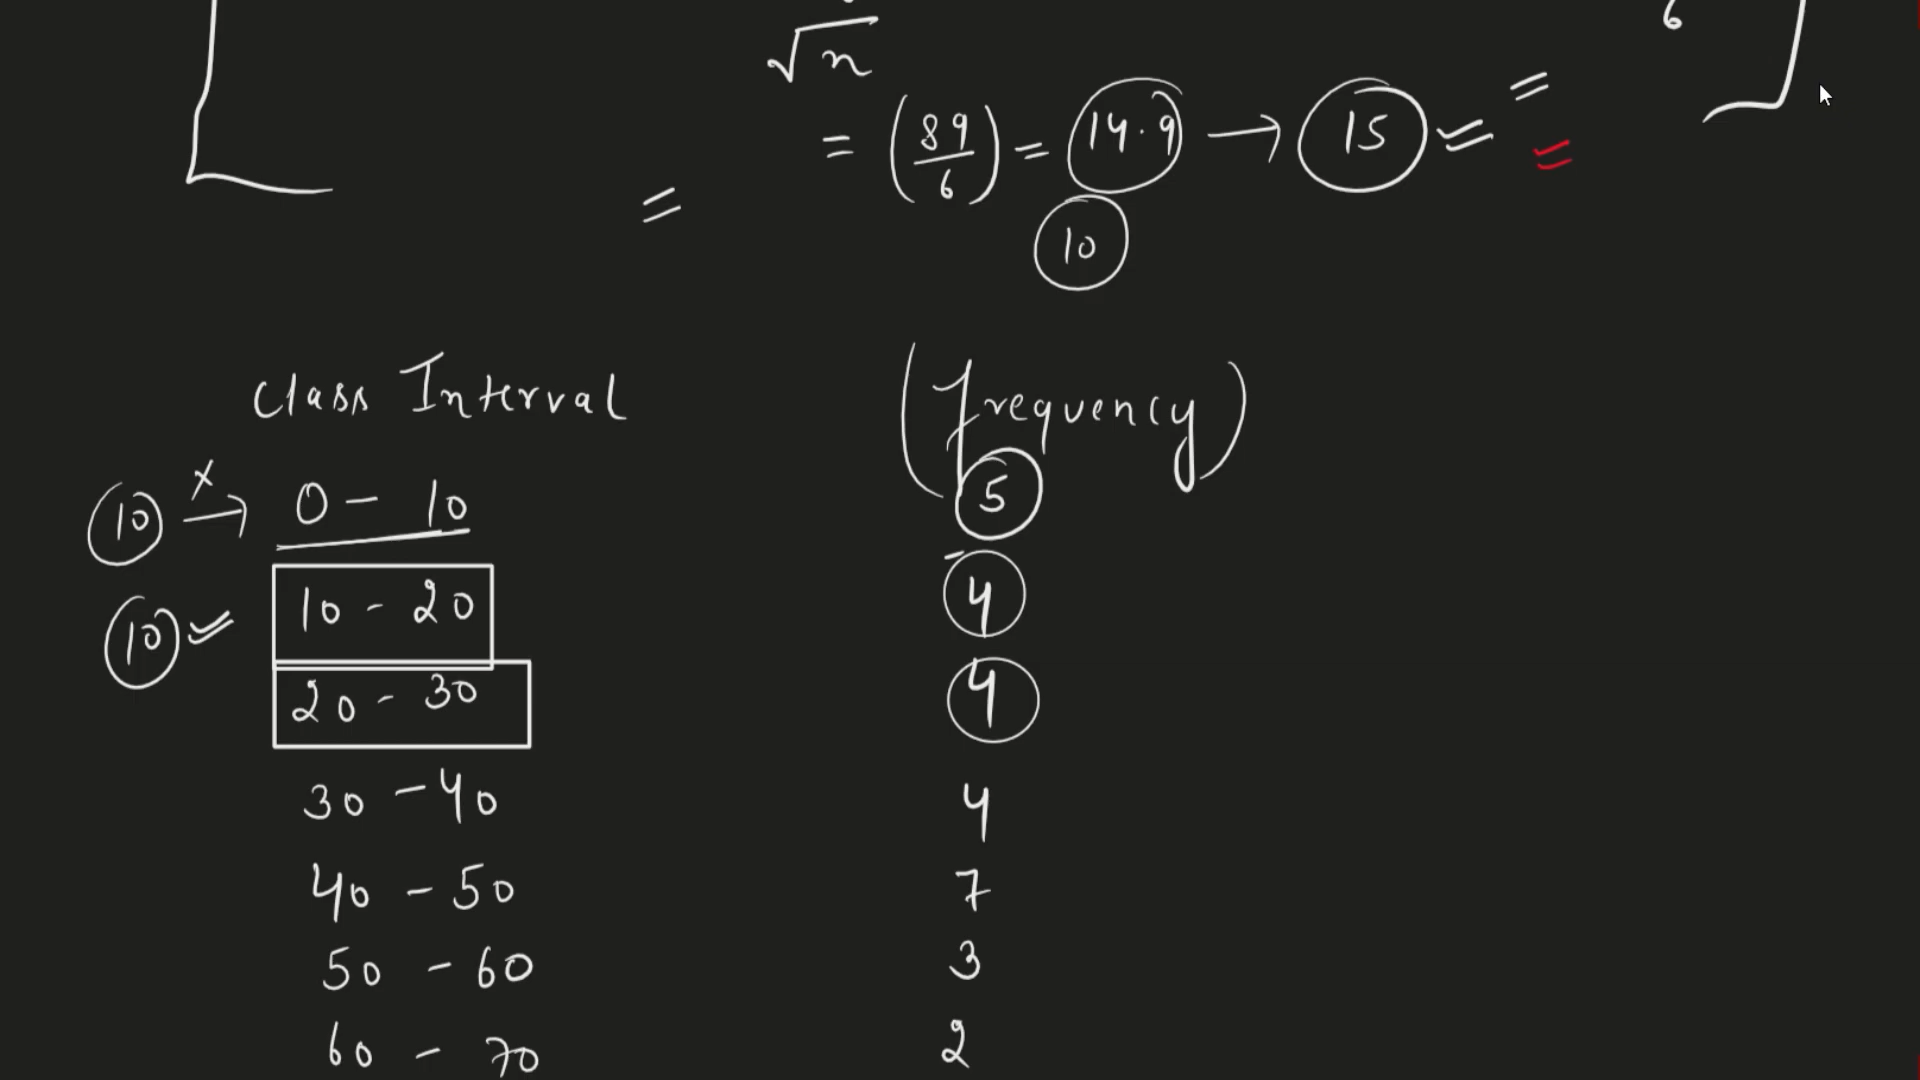 6
√n
= (89/6) = 14.9 → 15 =
=
=
10
Class Interval (frequency)
10 x→ 0 - 10 5
10 10 - 20 4
20 - 30 4
30 - 40 4
40 - 50 7
50 - 60 3
60 - 70 2